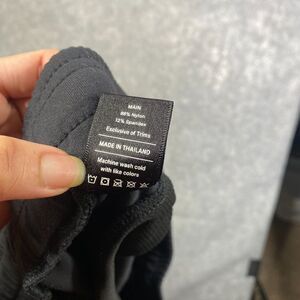 MAIN
88% Nylon
12% Spandex
Exclusive of Trims
MADE IN THAILAND
Machine wash cold
with like colors